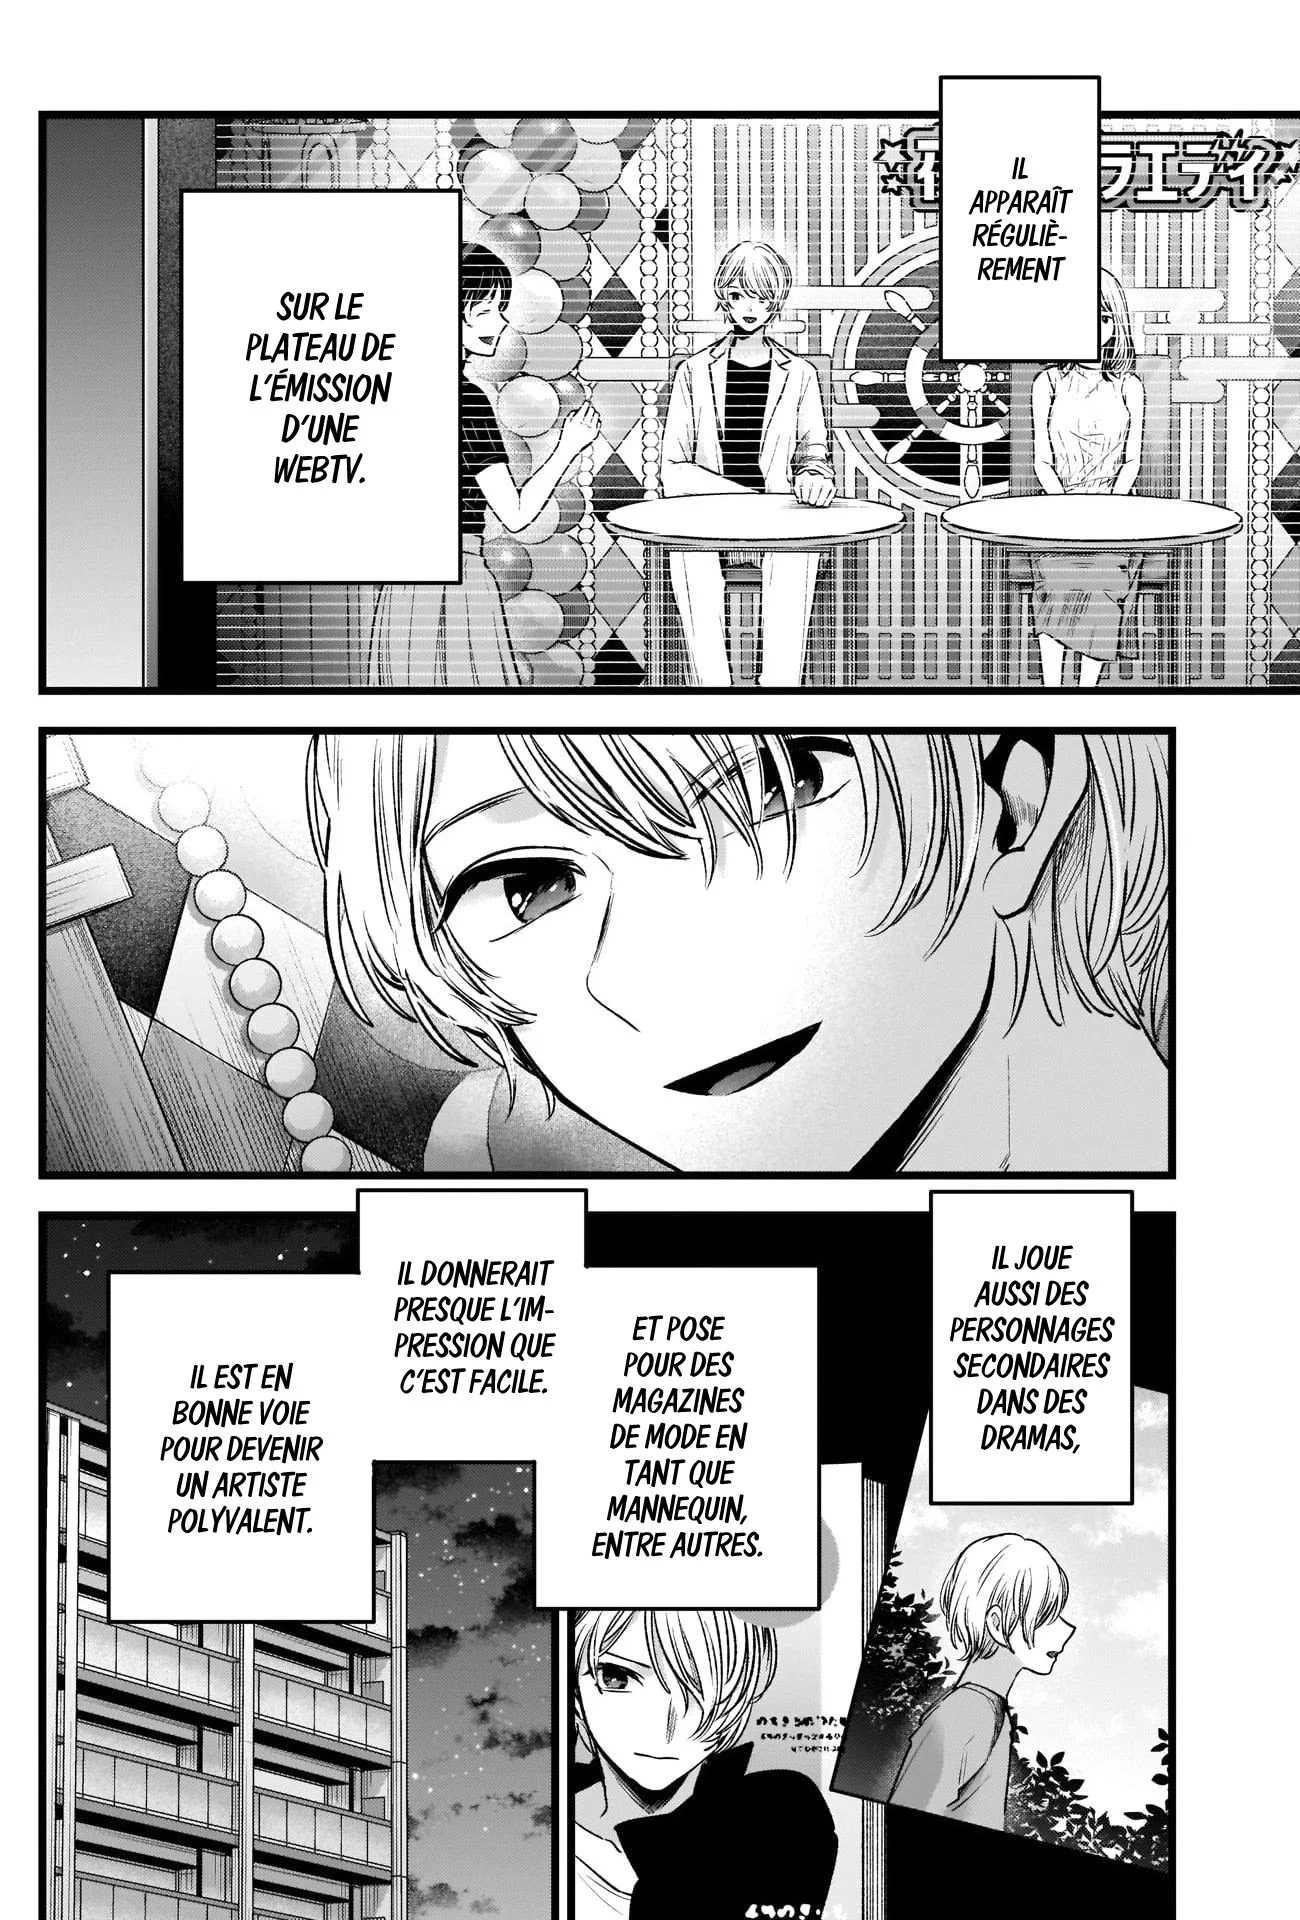 IL
APPARAÎT
RÉGULIÈ-
REMENT
SUR LE
PLATEAU DE
L'ÉMISSION
D'UNE
WEBTV.
IL JOUE
AUSSI DES
PERSONNAGES
SECONDAIRES
DANS DES
DRAMAS,
ET POSE
POUR DES
MAGAZINES
DE MODE EN
TANT QUE
MANNEQUIN,
ENTRE AUTRES.
IL DONNERAIT
PRESQUE L'IM-
PRESSION QUE
C'EST FACILE.
IL EST EN
BONNE VOIE
POUR DEVENIR
UN ARTISTE
POLYVALENT.